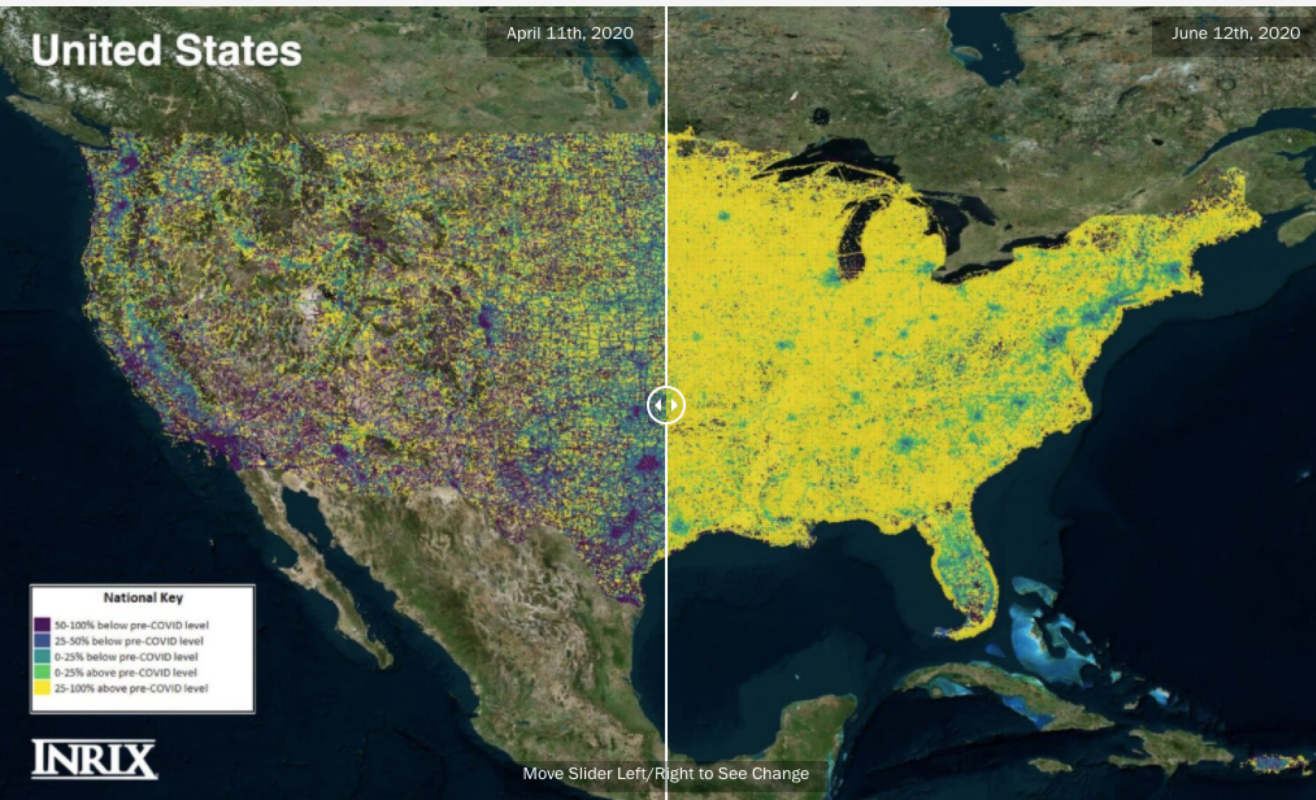 United States
April 11th, 2020
June 12th, 2020
National Key
50-100% below pre-COVID level
25-50% below pre-COVID level
0-25% below pre-COVID level
0-25% above pre-COVID level
25-100% above pre-COVID level
INRIX
Move Slider Left/Right to See Change